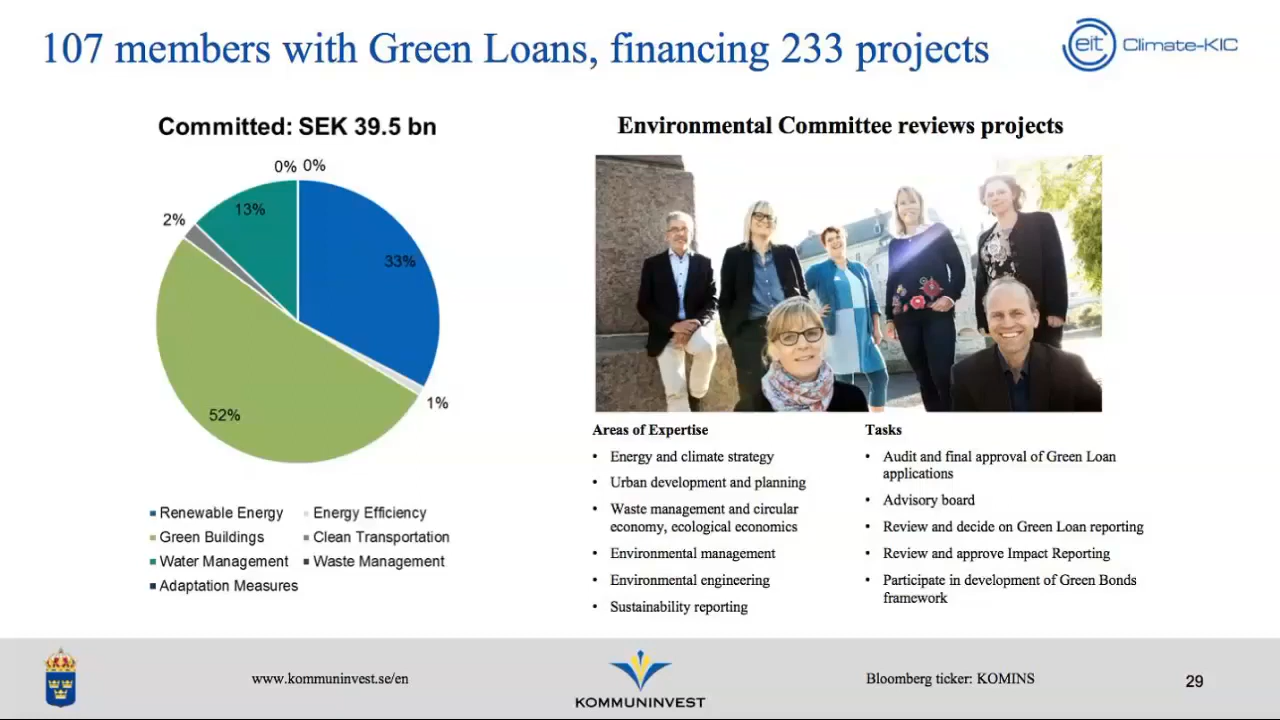 107 members with Green Loans, financing 233 projects
eit Climate-KIC
Committed: SEK 39.5 bn
0% 0%
13%
2%
33%
52%
1%
Renewable Energy
Energy Efficiency
Green Buildings
Clean Transportation
Water Management
Waste Management
Adaptation Measures
Environmental Committee reviews projects
Areas of Expertise
• Energy and climate strategy
• Urban development and planning
• Waste management and circular
economy, ecological economics
• Environmental management
• Environmental engineering
• Sustainability reporting
Tasks
• Audit and final approval of Green Loan
applications
• Advisory board
• Review and decide on Green Loan reporting
• Review and approve Impact Reporting
• Participate in development of Green Bonds
framework
www.kommuninvest.se/en
KOMMUNINVEST
Bloomberg ticker: KOMINS
29